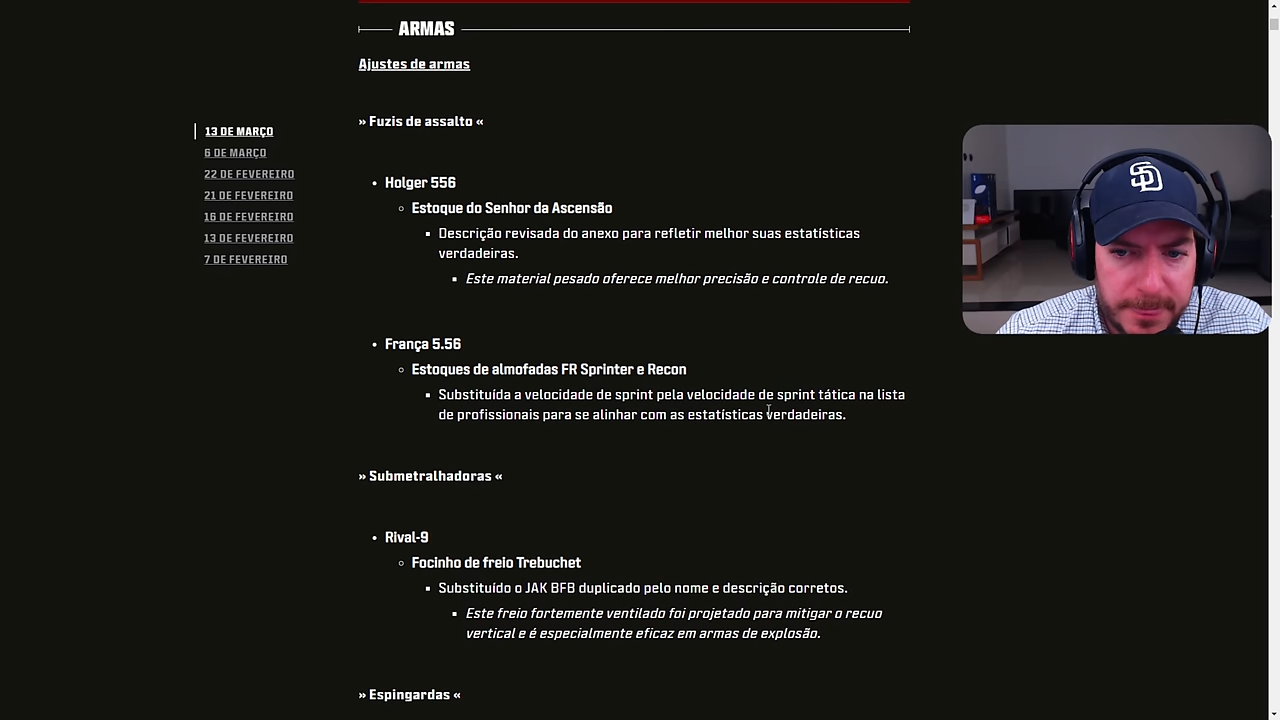 ARMAS
Ajustes de armas
13 DE MARÇO
6 DE MARÇO
22 DE FEVEREIRO
21 DE FEVEREIRO
16 DE FEVEREIRO
13 DE FEVEREIRO
7 DE FEVEREIRO
» Fuzis de assalto «
• Holger 556
Estoque do Senhor da Ascensão
Descrição revisada do anexo para refletir melhor suas estatísticas
verdadeiras.
Este material pesado oferece melhor precisão e controle de recuo.
• França 5.56
Estoques de almofadas FR Sprinter e Recon
Substituída a velocidade de sprint pela velocidade de sprint tática na lista
de profissionais para se alinhar com as estatísticas verdadeiras.
» Submetralhadoras «
• Rival-9
Focinho de freio Trebuchet
Substituído o JAK BFB duplicado pelo nome e descrição corretos.
Este freio fortemente ventilado foi projetado para mitigar o recuo
vertical e é especialmente eficaz em armas de explosão.
» Espingardas «
SD